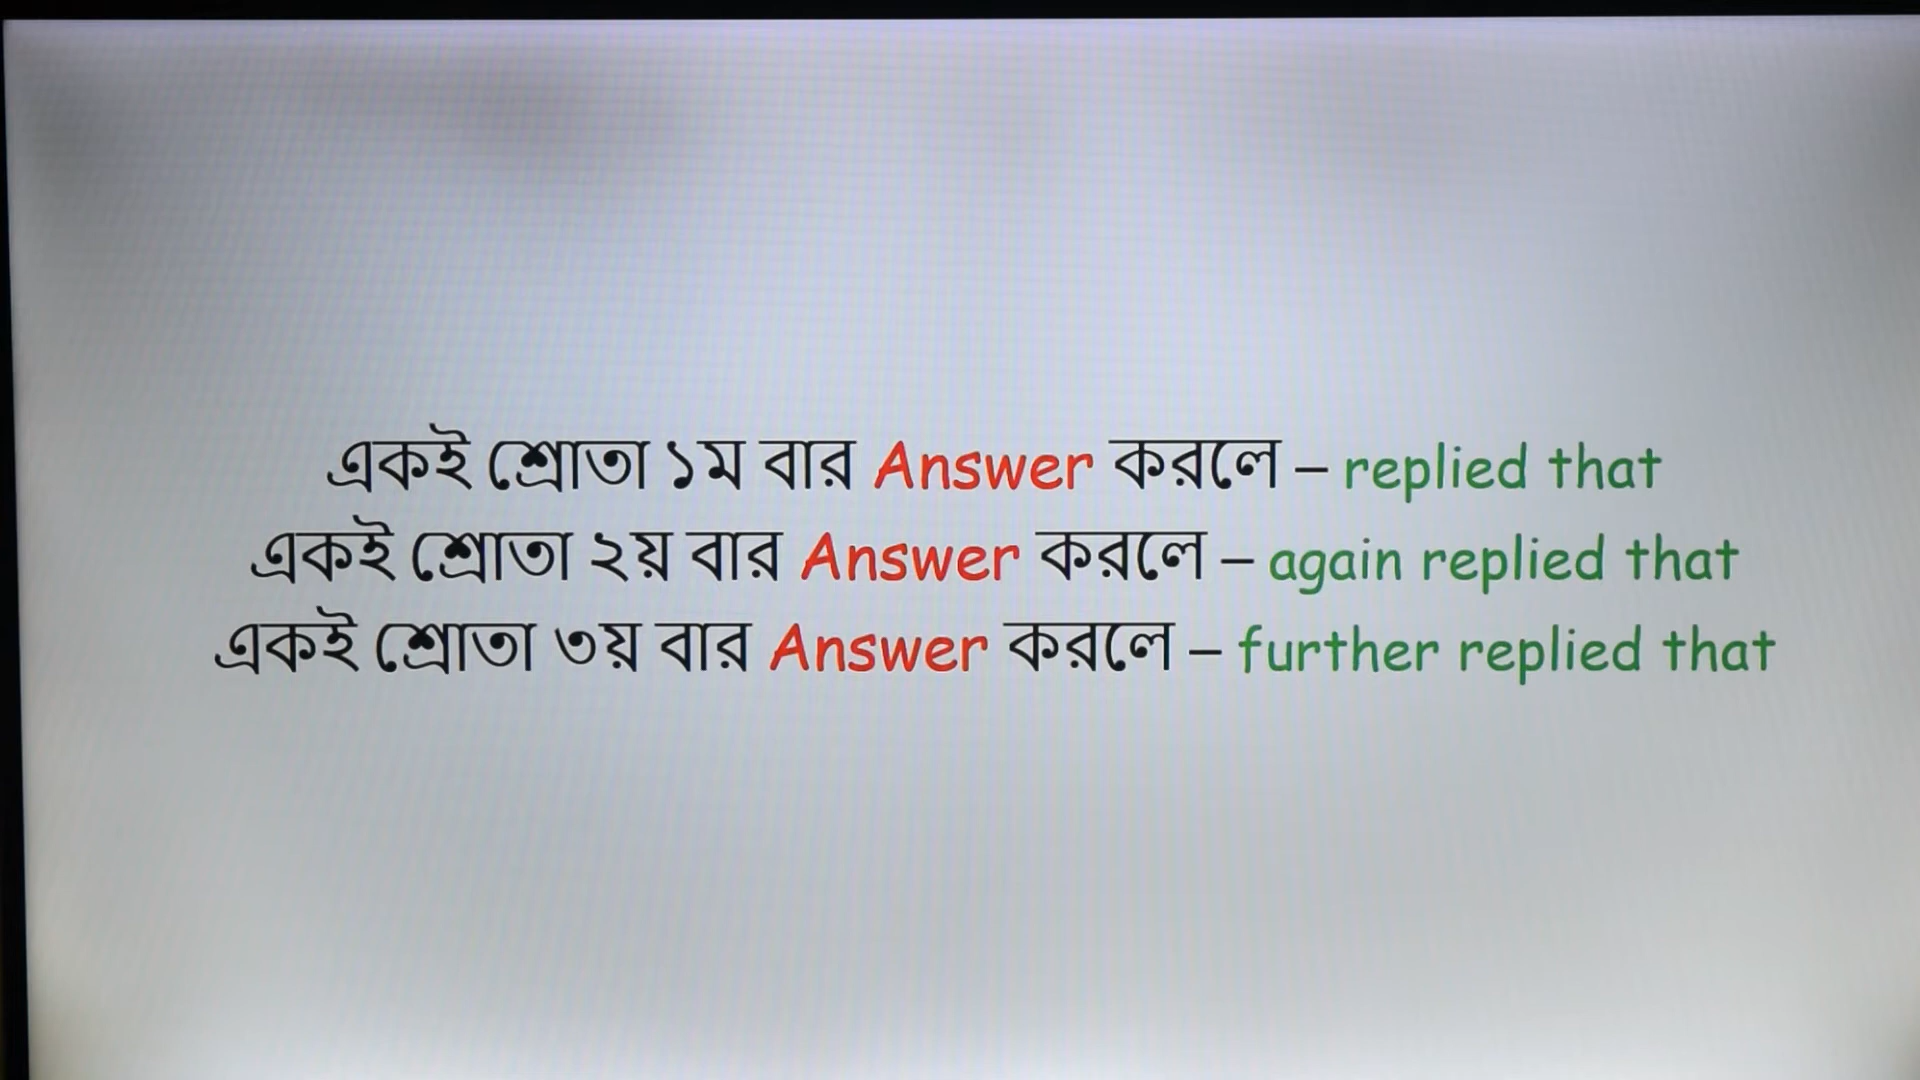 একই শ্রোতা ১ম বার Answer করলে – replied that
একই শ্রোতা ২য় বার Answer করলে – again replied that
একই শ্রোতা ৩য় বার Answer করলে – further replied that